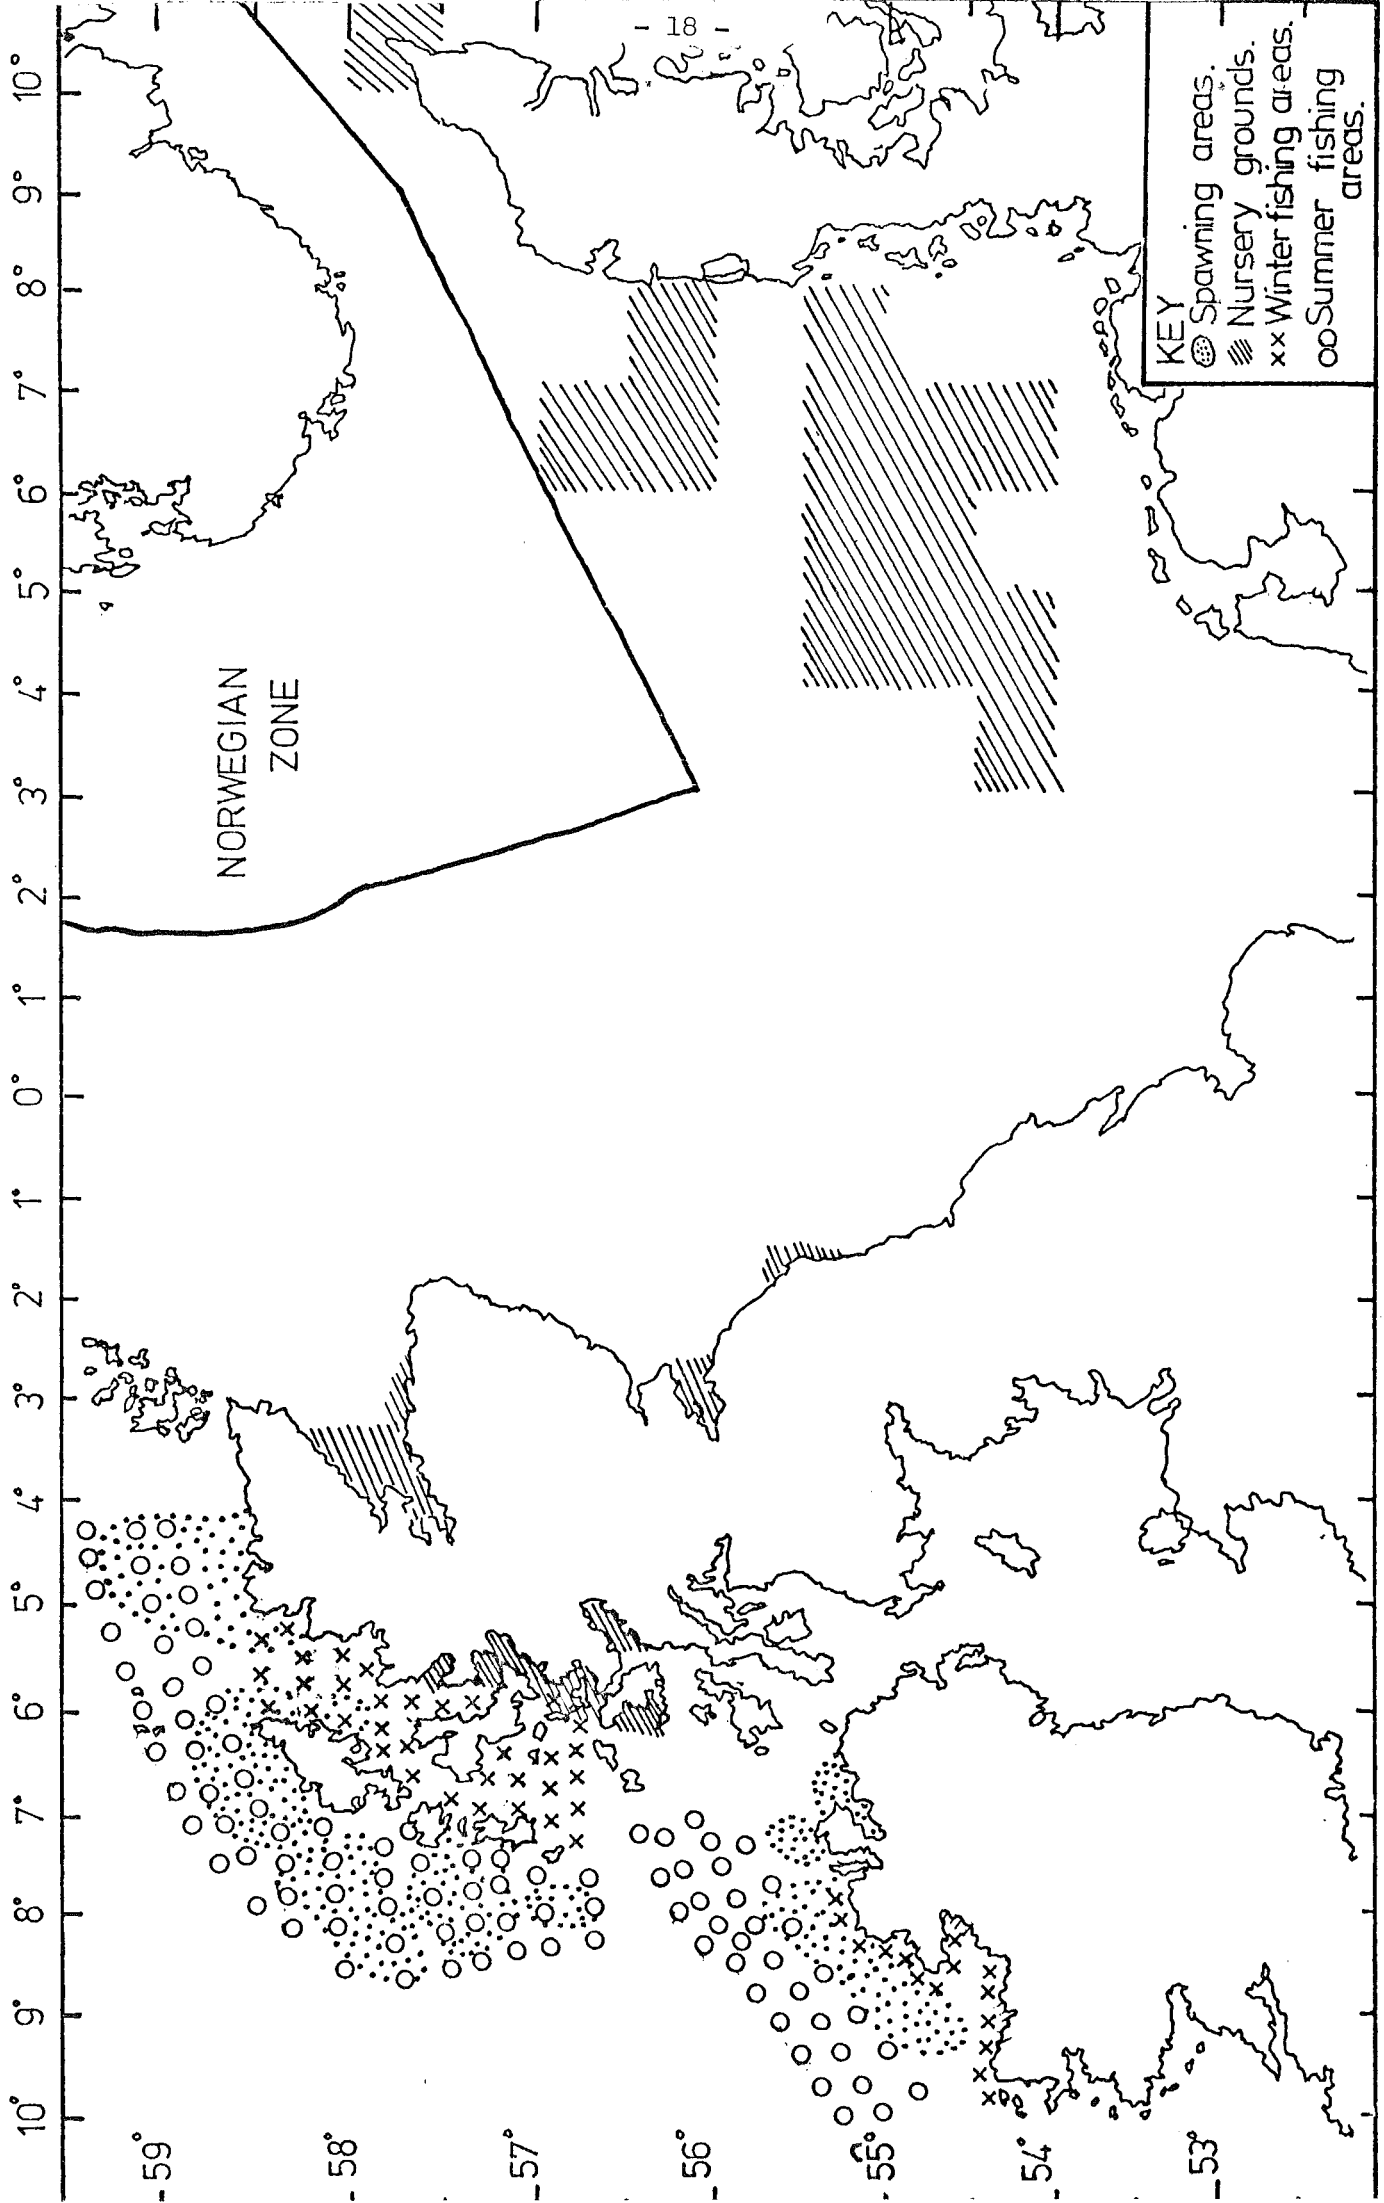 - 18 -
10° 9° 8° 7° 6° 5° 4° 3° 2° 1° 0° 1° 2° 3° 4° 5° 6° 7° 8° 9° 10°
59°
58°
57°
56°
55°
54°
53°
NORWEGIAN
ZONE
KEY
Spawning areas.
Nursery grounds.
xx Winter fishing areas.
oo Summer fishing
areas.